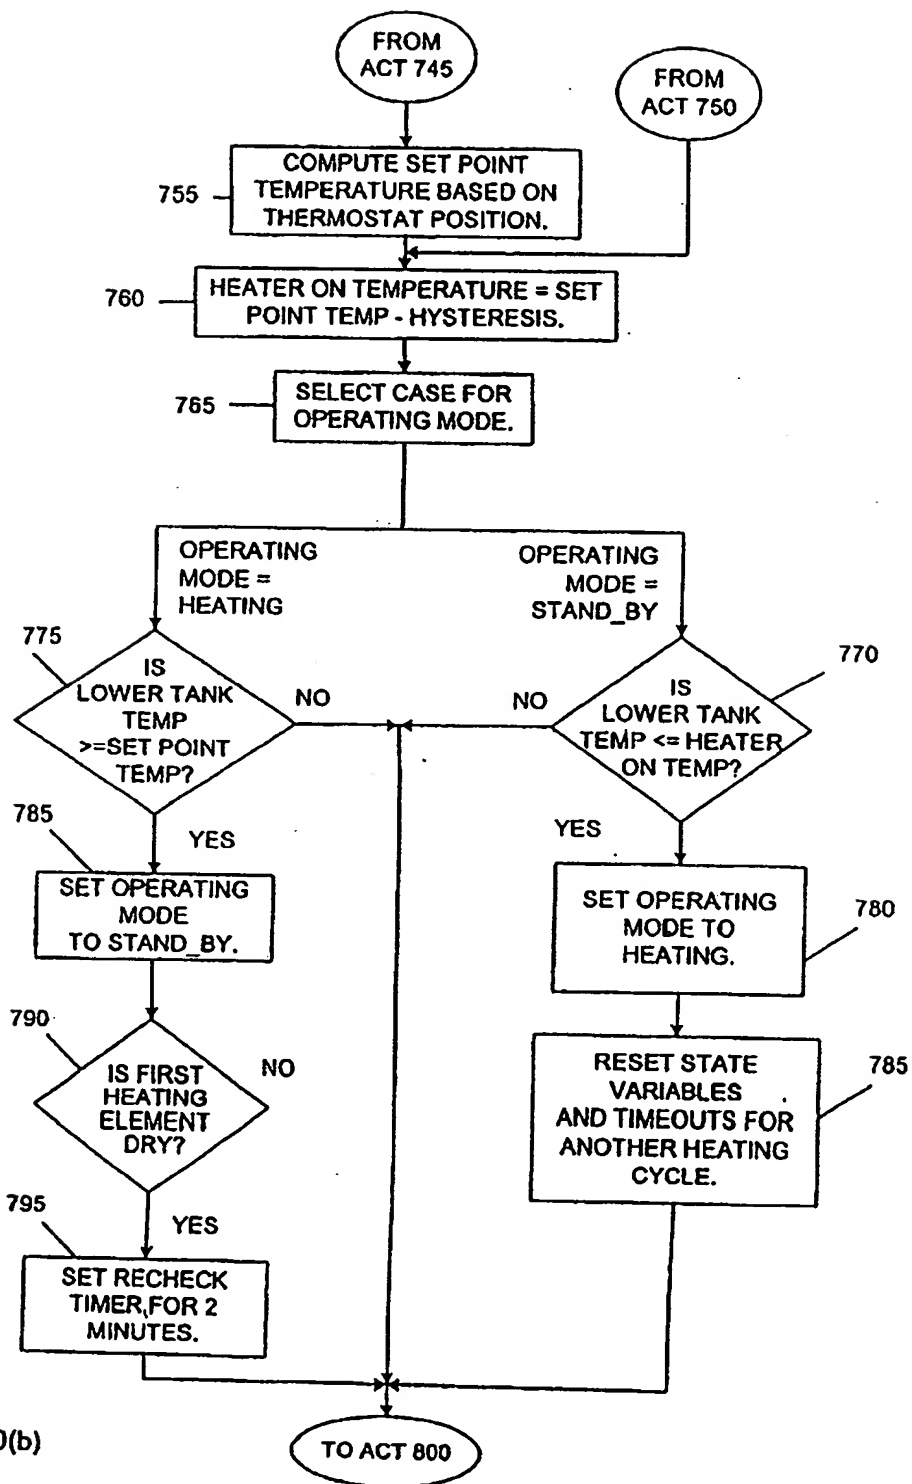 FROM
ACT 745
FROM
ACT 750
755
COMPUTE SET POINT
TEMPERATURE BASED ON
THERMOSTAT POSITION.
760
HEATER ON TEMPERATURE = SET
POINT TEMP - HYSTERESIS.
765
SELECT CASE FOR
OPERATING MODE.
OPERATING
MODE =
HEATING
OPERATING
MODE =
STAND_BY
775
IS
LOWER TANK
TEMP
>=SET POINT
TEMP?
NO
770
IS
LOWER TANK
TEMP <= HEATER
ON TEMP?
NO
785
YES
SET OPERATING
MODE
TO STAND_BY.
YES
SET OPERATING
MODE TO
HEATING.
780
790
IS FIRST
HEATING
ELEMENT
DRY?
NO
RESET STATE
VARIABLES
AND TIMEOUTS FOR
ANOTHER HEATING
CYCLE.
785
795
YES
SET RECHECK
TIMER FOR 2
MINUTES.
0(b)
TO ACT 800